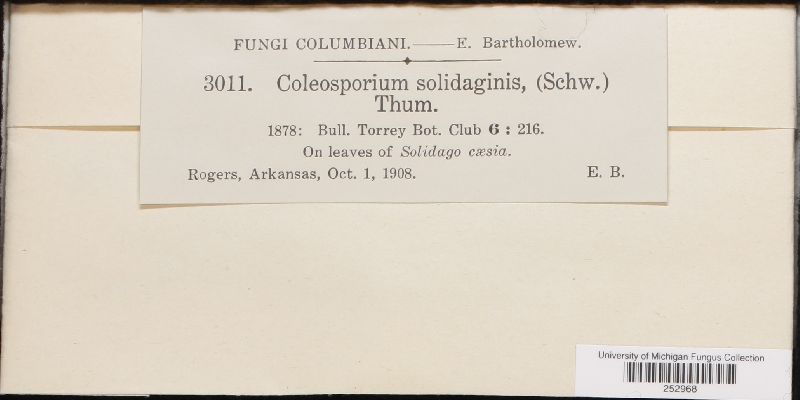 FUNGI COLUMBIANI.——E. Bartholomew.
3011. Coleosporium solidaginis, (Schw.)
Thum.
1878: Bull. Torrey Bot. Club 6 : 216.
On leaves of Solidago cæsia.
Rogers, Arkansas, Oct. 1, 1908. E. B.
University of Michigan Fungus Collection
252968